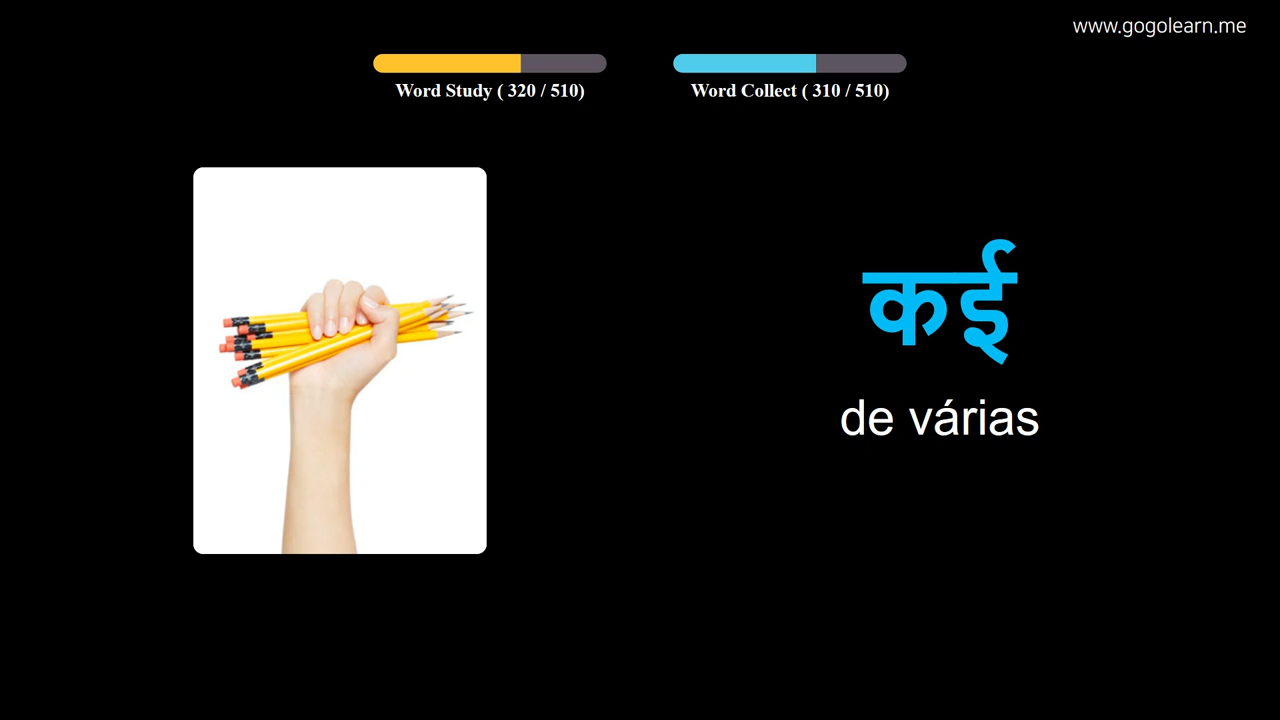 www.gogolearn.me
Word Study ( 320 / 510)
Word Collect ( 310 / 510)
कई
de várias